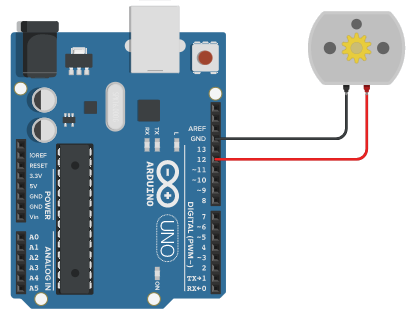 RX
TX
L
AREF
GND
13
12
~11
~10
~9
8
7
~6
~5
4
~3
2
TX→1
RX←0
DIGITAL (PWM~)
ARDUINO
UNO
ON
IOREF
RESET
3.3V
5V
GND
GND
Vin
POWER
A0
A1
A2
A3
A4
A5
ANALOG IN